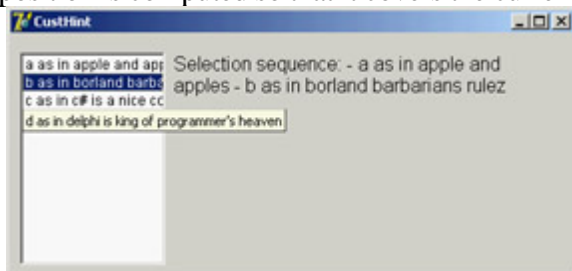 CustHint
a as in apple and app
b as in borland barba
c as in c# is a nice cc
d as in delphi is king of programmer's heaven
Selection sequence: - a as in apple and
apples - b as in borland barbarians rulez